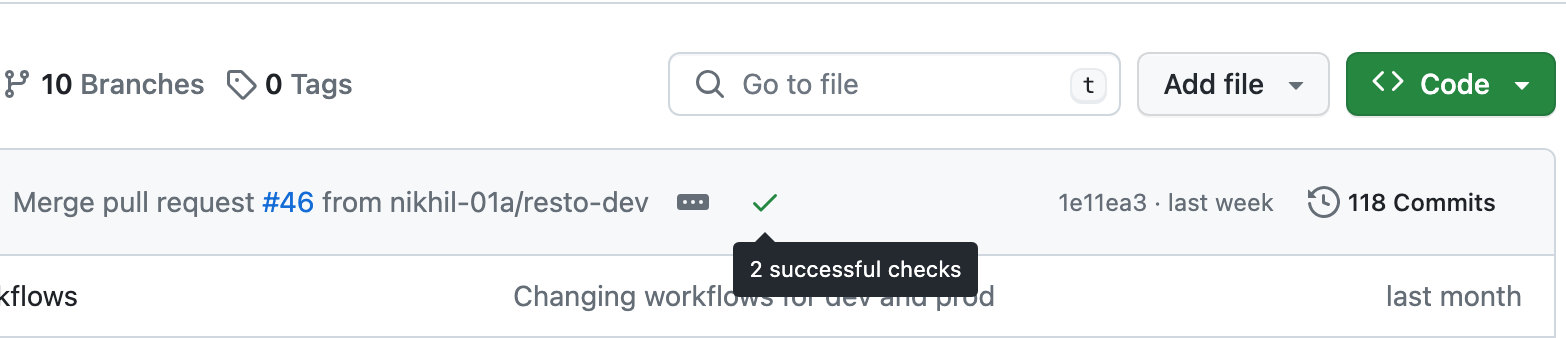 10 Branches 0 Tags Go to file t Add file Code
Merge pull request #46 from nikhil-01a/resto-dev 1e11ea3 · last week 118 Commits
2 successful checks
kflows Changing workflows for dev and prod last month